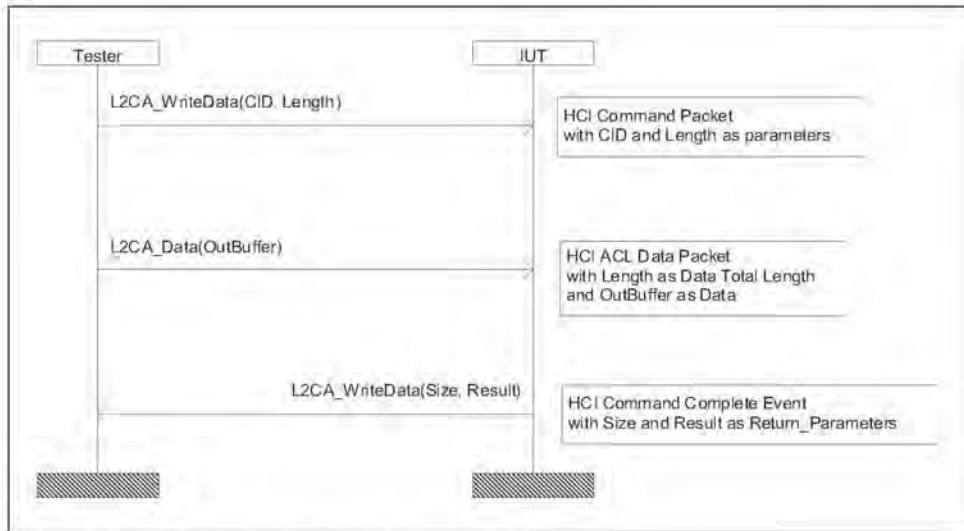 Tester
IUT
L2CA_WriteData(CID. Length)
HCI Command Packet
with CID and Length as parameters
L2CA_Data(OutBuffer)
HCI ACL Data Packet
with Length as Data Total Length
and OutBuffer as Data
L2CA_WriteData(Size, Result)
HCI Command Complete Event
with Size and Result as Return_Parameters